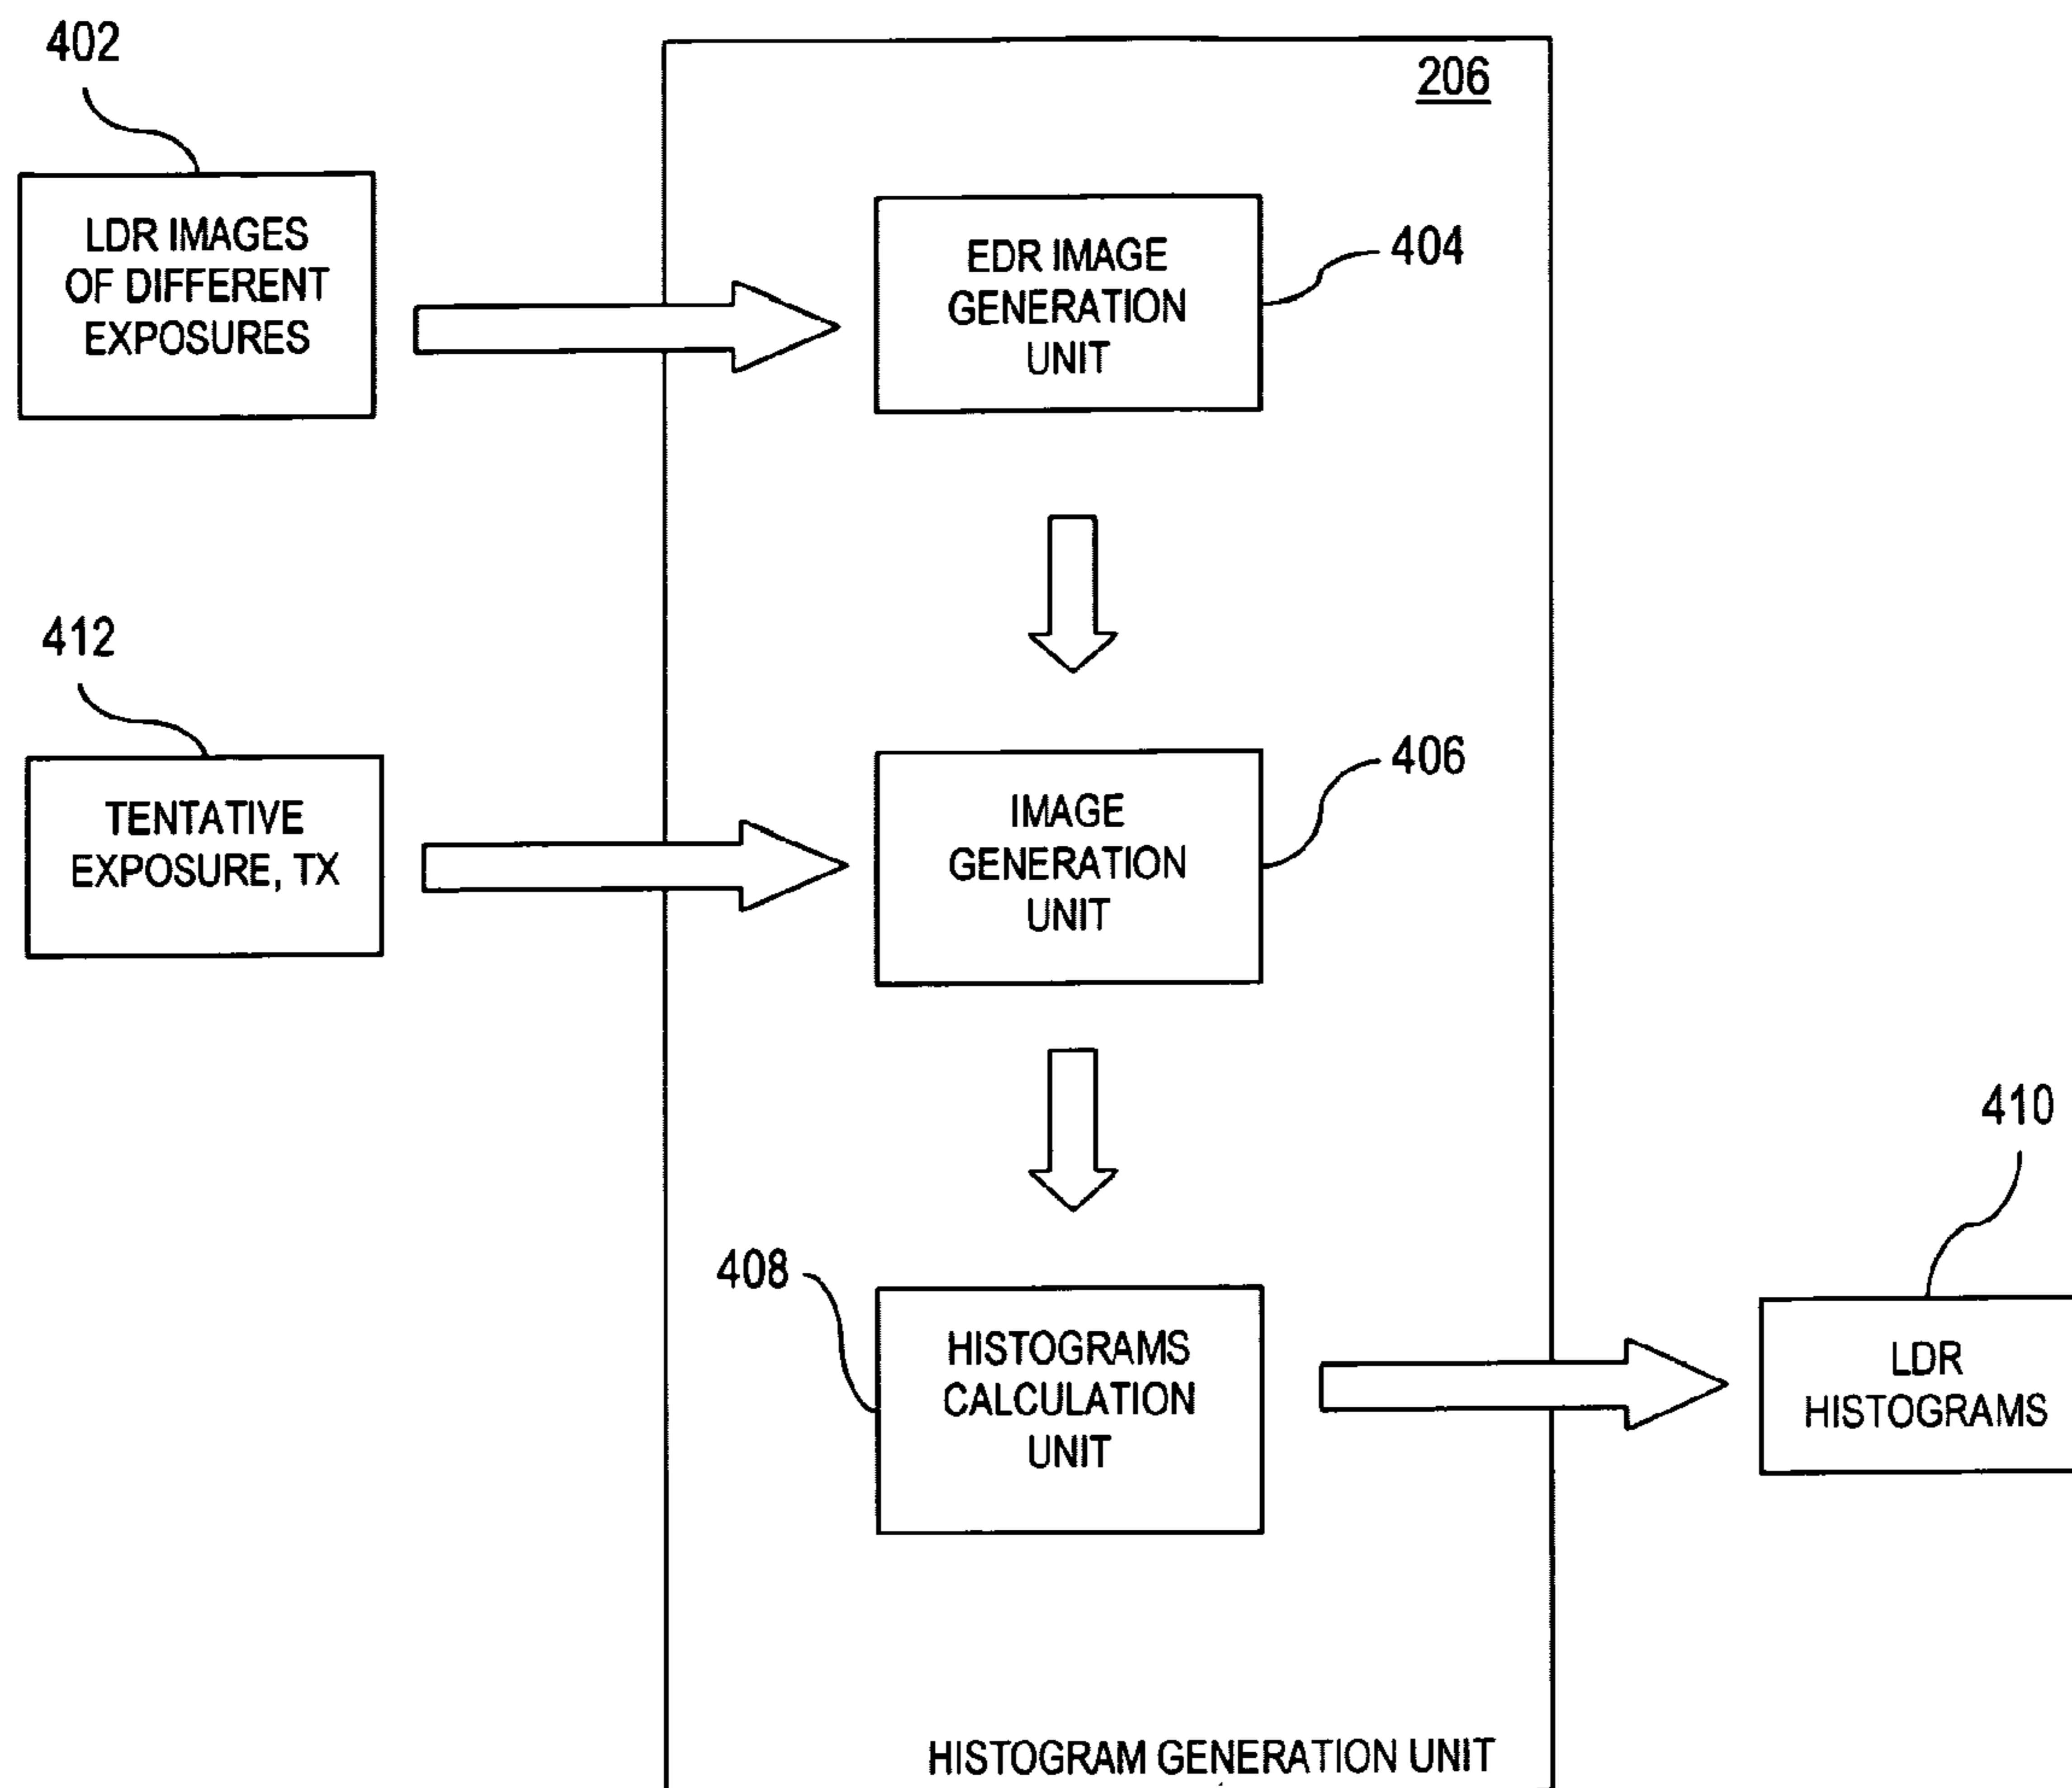 402
206
LDR IMAGES
OF DIFFERENT
EXPOSURES
EDR IMAGE
GENERATION
UNIT
404
412
TENTATIVE
EXPOSURE, TX
IMAGE
GENERATION
UNIT
406
408
HISTOGRAMS
CALCULATION
UNIT
410
LDR
HISTOGRAMS
HISTOGRAM GENERATION UNIT